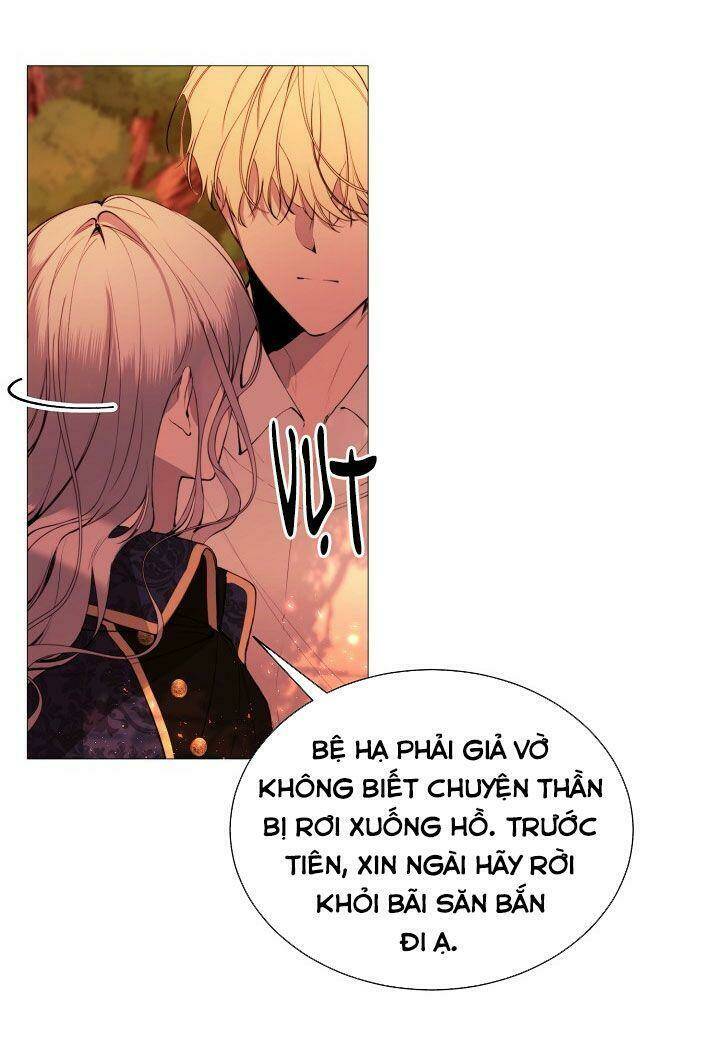 VỤT
BỆ HẠ PHẢI GIẢ VỜ
KHÔNG BIẾT CHUYỆN THẦN
BỊ RƠI XUỐNG HỒ. TRƯỚC
TIÊN, XIN NGÀI HÃY RỜI
KHỎI BÃI SĂN BẮN
ĐI Ạ.